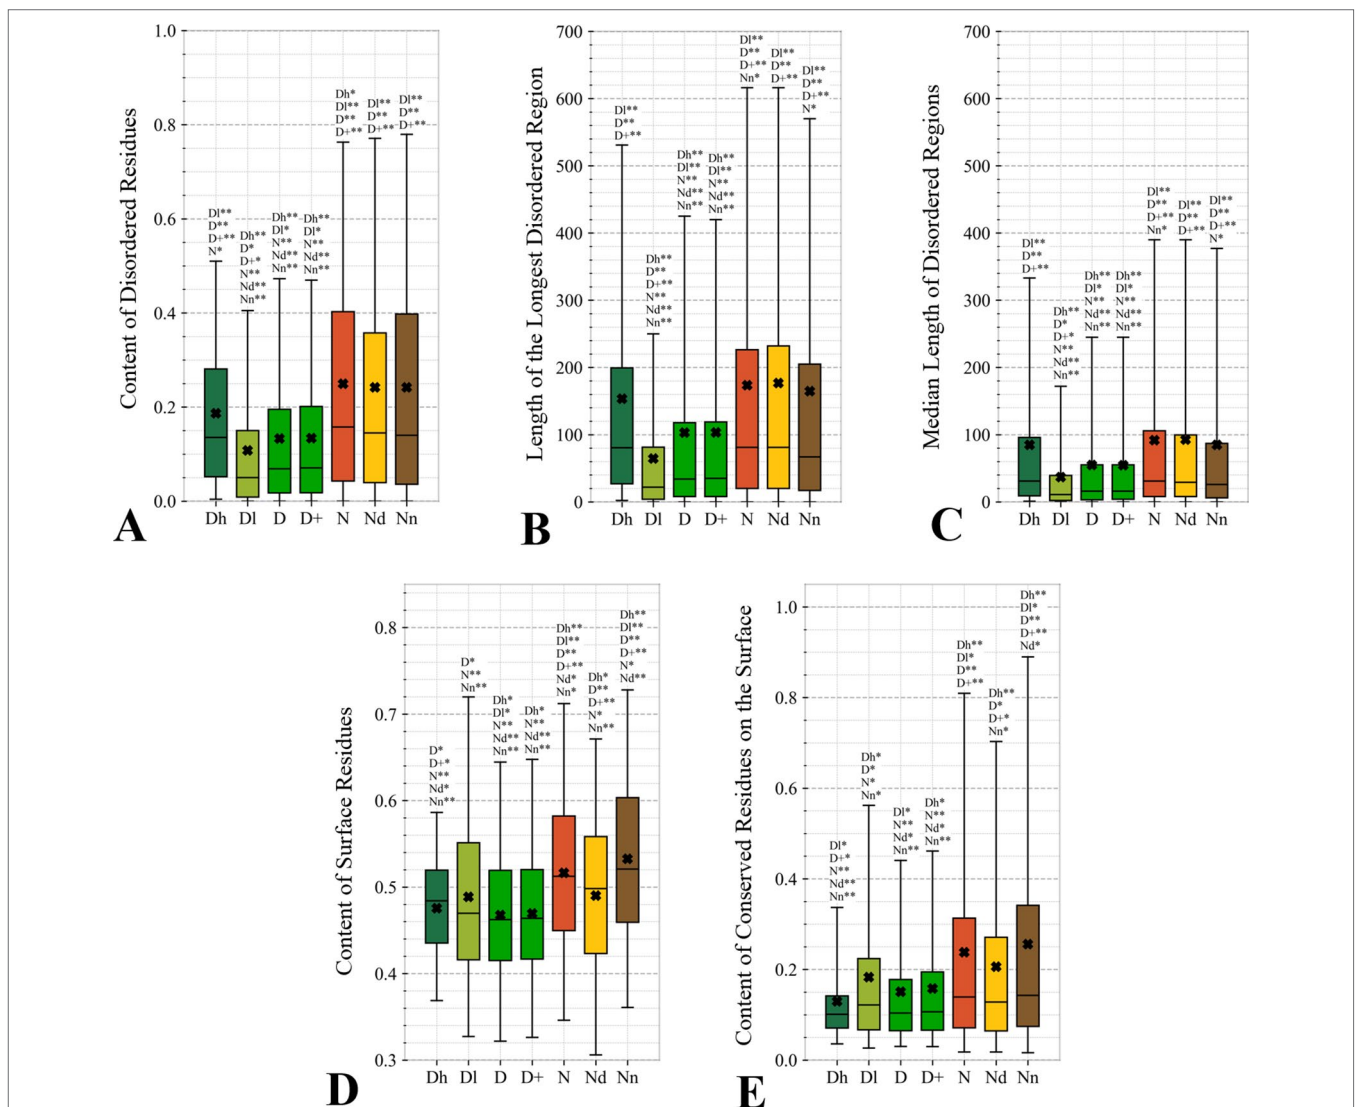 Content of Disordered Residues
1.0
0.8
0.6
0.4
0.2
0.0
Dl**
D**
D+**
N*
Dh**
D*
D+*
N**
Nd**
Nn**
Dh**
Dl*
N**
Nd**
Nn**
Dh**
Dl*
N**
Nd**
Nn**
Dh*
Dl**
D**
D+**
Dl**
D**
D+**
Dl**
D**
D+**
Dh Dl D D+ N Nd Nn
A
Length of the Longest Disordered Region
700
600
500
400
300
200
100
0
Dl**
D**
D+**
Dh**
D**
D+**
N**
Nd**
Nn**
Dh**
Dl**
N**
Nd**
Nn**
Dh**
Dl**
N**
Nd**
Nn**
Dl**
D**
D+**
Nn*
Dl**
D**
D+**
Dl**
D**
D+**
N*
Dh Dl D D+ N Nd Nn
B
Median Length of Disordered Regions
700
600
500
400
300
200
100
0
Dl**
D**
D+**
Dh**
D*
D+*
N**
Nd**
Nn**
Dh**
Dl*
N**
Nd**
Nn**
Dh**
Dl*
N**
Nd**
Nn**
Dl**
D**
D+**
Nn*
Dl**
D**
D+**
Dl**
D**
D+**
N*
Dh Dl D D+ N Nd Nn
C
Content of Surface Residues
0.8
0.7
0.6
0.5
0.4
0.3
D*
D+*
N**
Nd*
Nn**
D*
N**
Nn**
Dh*
Dl*
N**
Nd**
Nn**
Dh*
N**
Nd**
Nn**
Dh**
Dl**
D**
D+**
Nd*
Nn*
Dh*
D**
D+**
N*
Nn**
Dh**
Dl**
D**
D+**
N*
Nd**
Dh Dl D D+ N Nd Nn
D
Content of Conserved Residues on the Surface
1.0
0.8
0.6
0.4
0.2
0.0
Dl*
D+*
N**
Nd**
Nn**
Dh*
D*
N*
Nn*
Dl*
N**
Nd*
Nn**
Dh*
N**
Nd*
Nn**
Dh**
Dl*
D**
D+**
Dh**
D*
D+*
Nn*
Dh**
Dl*
D**
D+**
Nd*
Dh Dl D D+ N Nd Nn
E